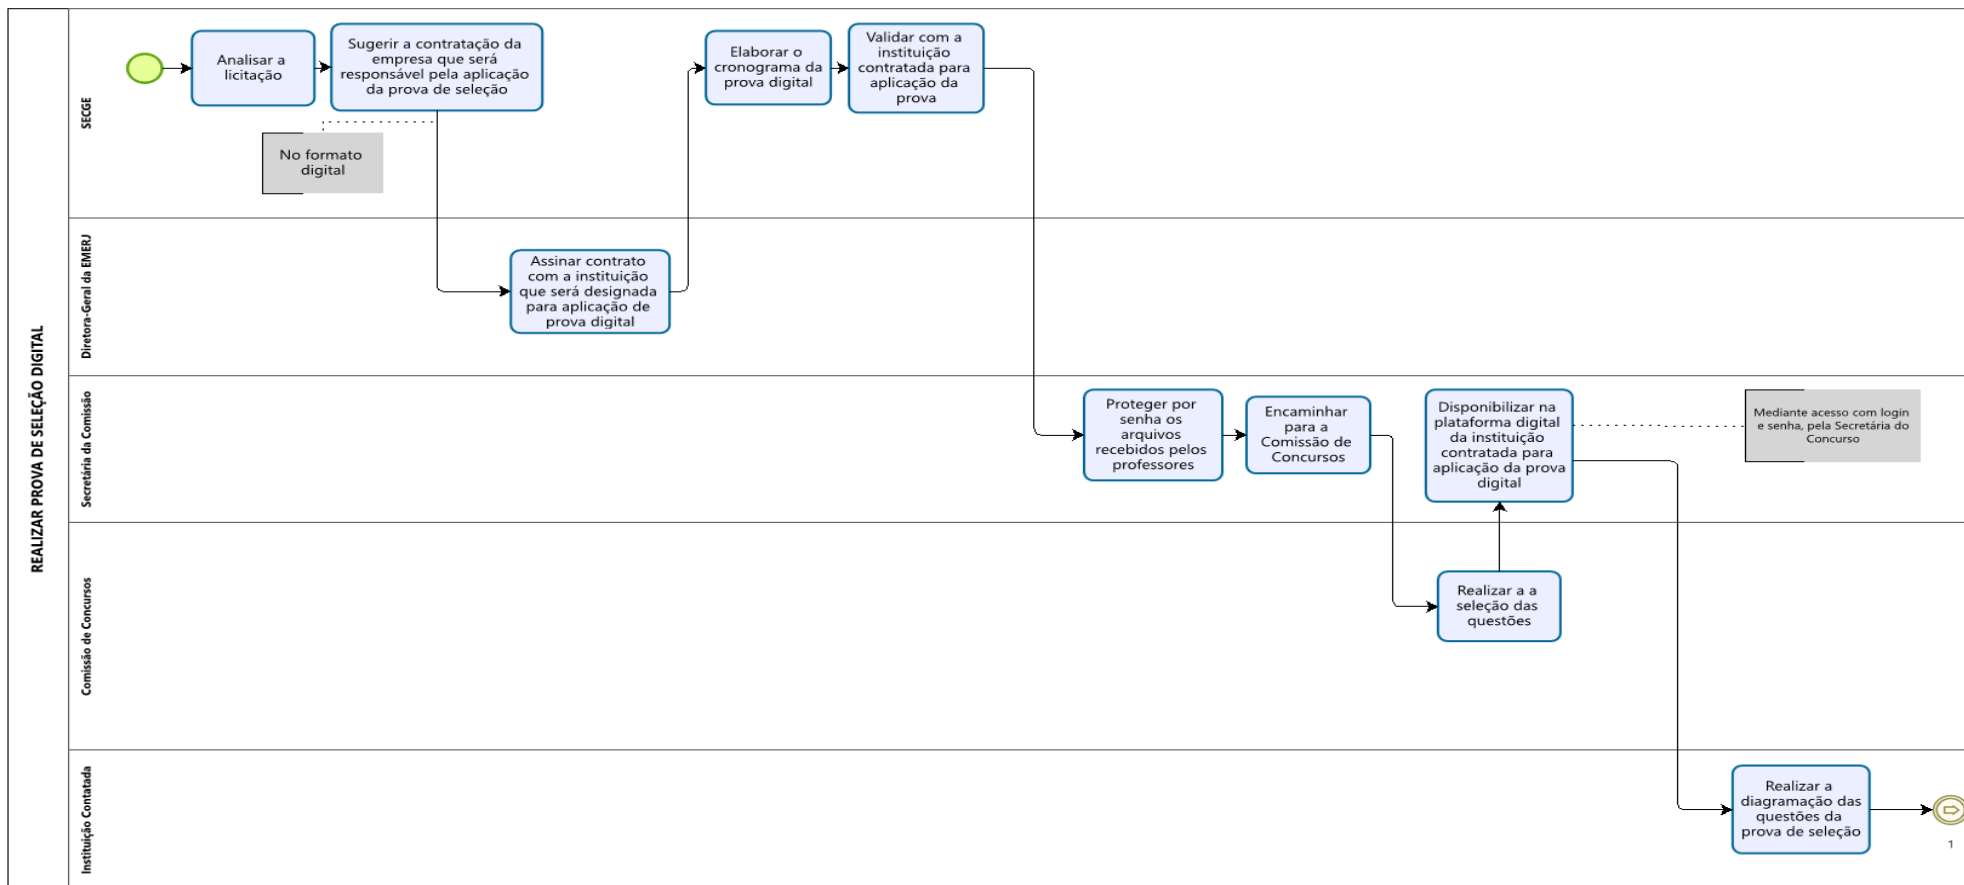 REALIZAR PROVA DE SELEÇÃO DIGITAL
SECGE
Analisar a
licitação
Sugerir a contratação da
empresa que será
responsável pela aplicação
da prova de seleção
No formato
digital
Elaborar o
cronograma da
prova digital
Validar com a
instituição
contratada para
aplicação da
prova
Diretora-Geral da EMERJ
Assinar contrato
com a instituição
que será designada
para aplicação de
prova digital
Secretária da Comissão
Proteger por
senha os
arquivos
recebidos pelos
professores
Encaminhar
para a
Comissão de
Concursos
Disponibilizar na
plataforma digital
da instituição
contratada para
aplicação da prova
digital
Mediante acesso com login
e senha, pela Secretária do
Concurso
Comissão de Concursos
Realizar a a
seleção das
questões
Instituição Contatada
Realizar a
diagramação das
questões da
prova de seleção
1